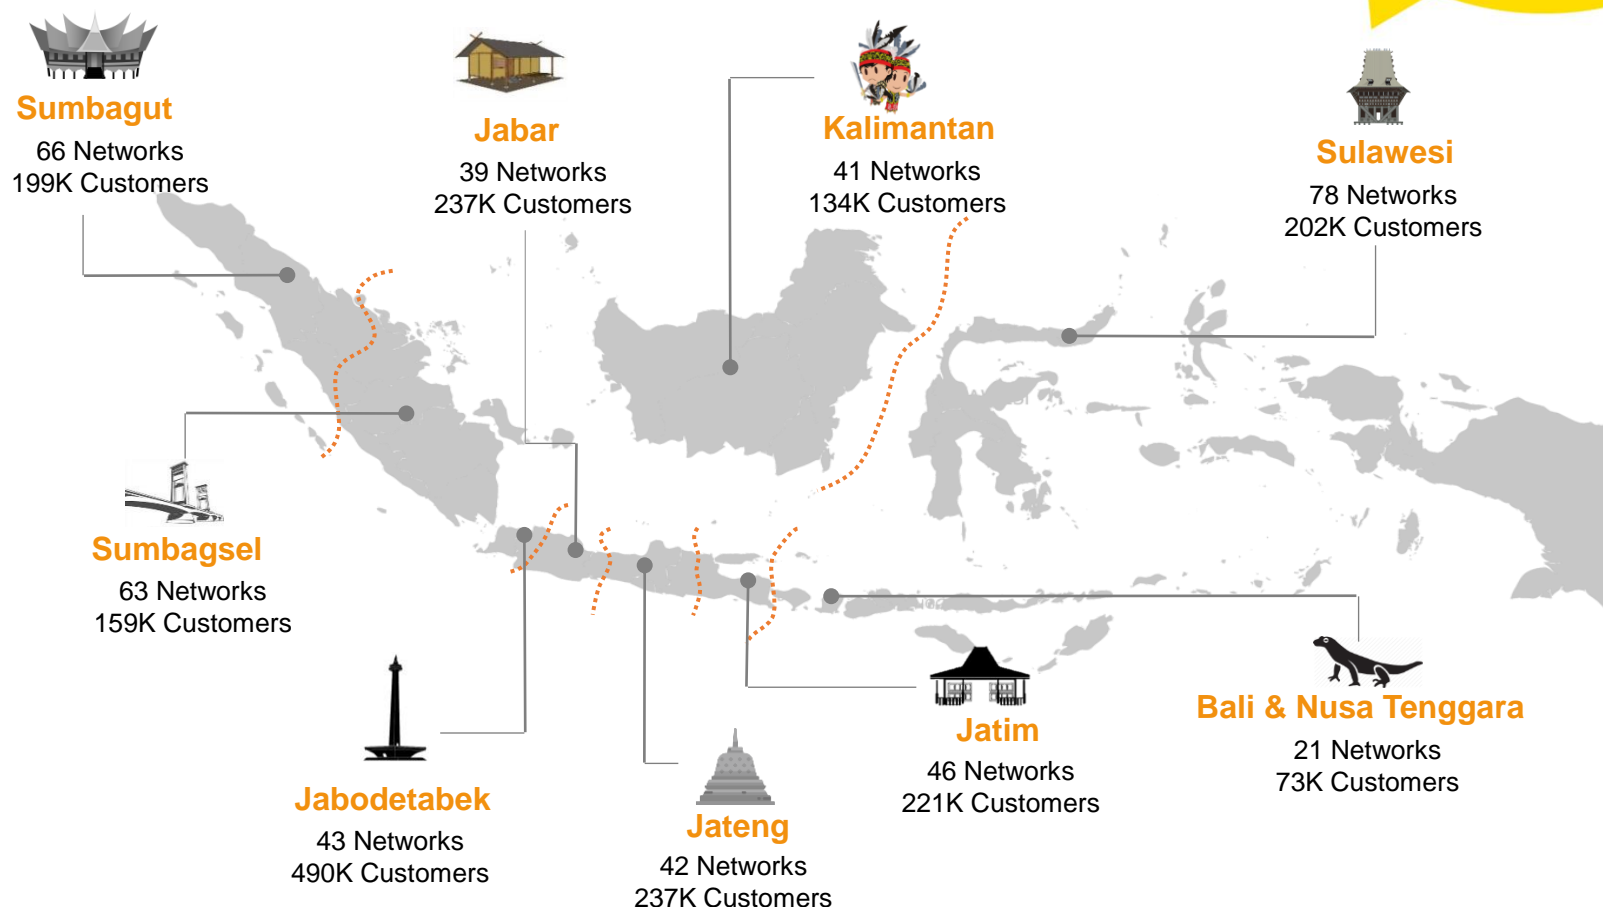 Sumbagut
66 Networks
199K Customers
Jabar
39 Networks
237K Customers
Kalimantan
41 Networks
134K Customers
Sulawesi
78 Networks
202K Customers
Sumbagsel
63 Networks
159K Customers
Jabodetabek
43 Networks
490K Customers
Jateng
42 Networks
237K Customers
Jatim
46 Networks
221K Customers
Bali & Nusa Tenggara
21 Networks
73K Customers